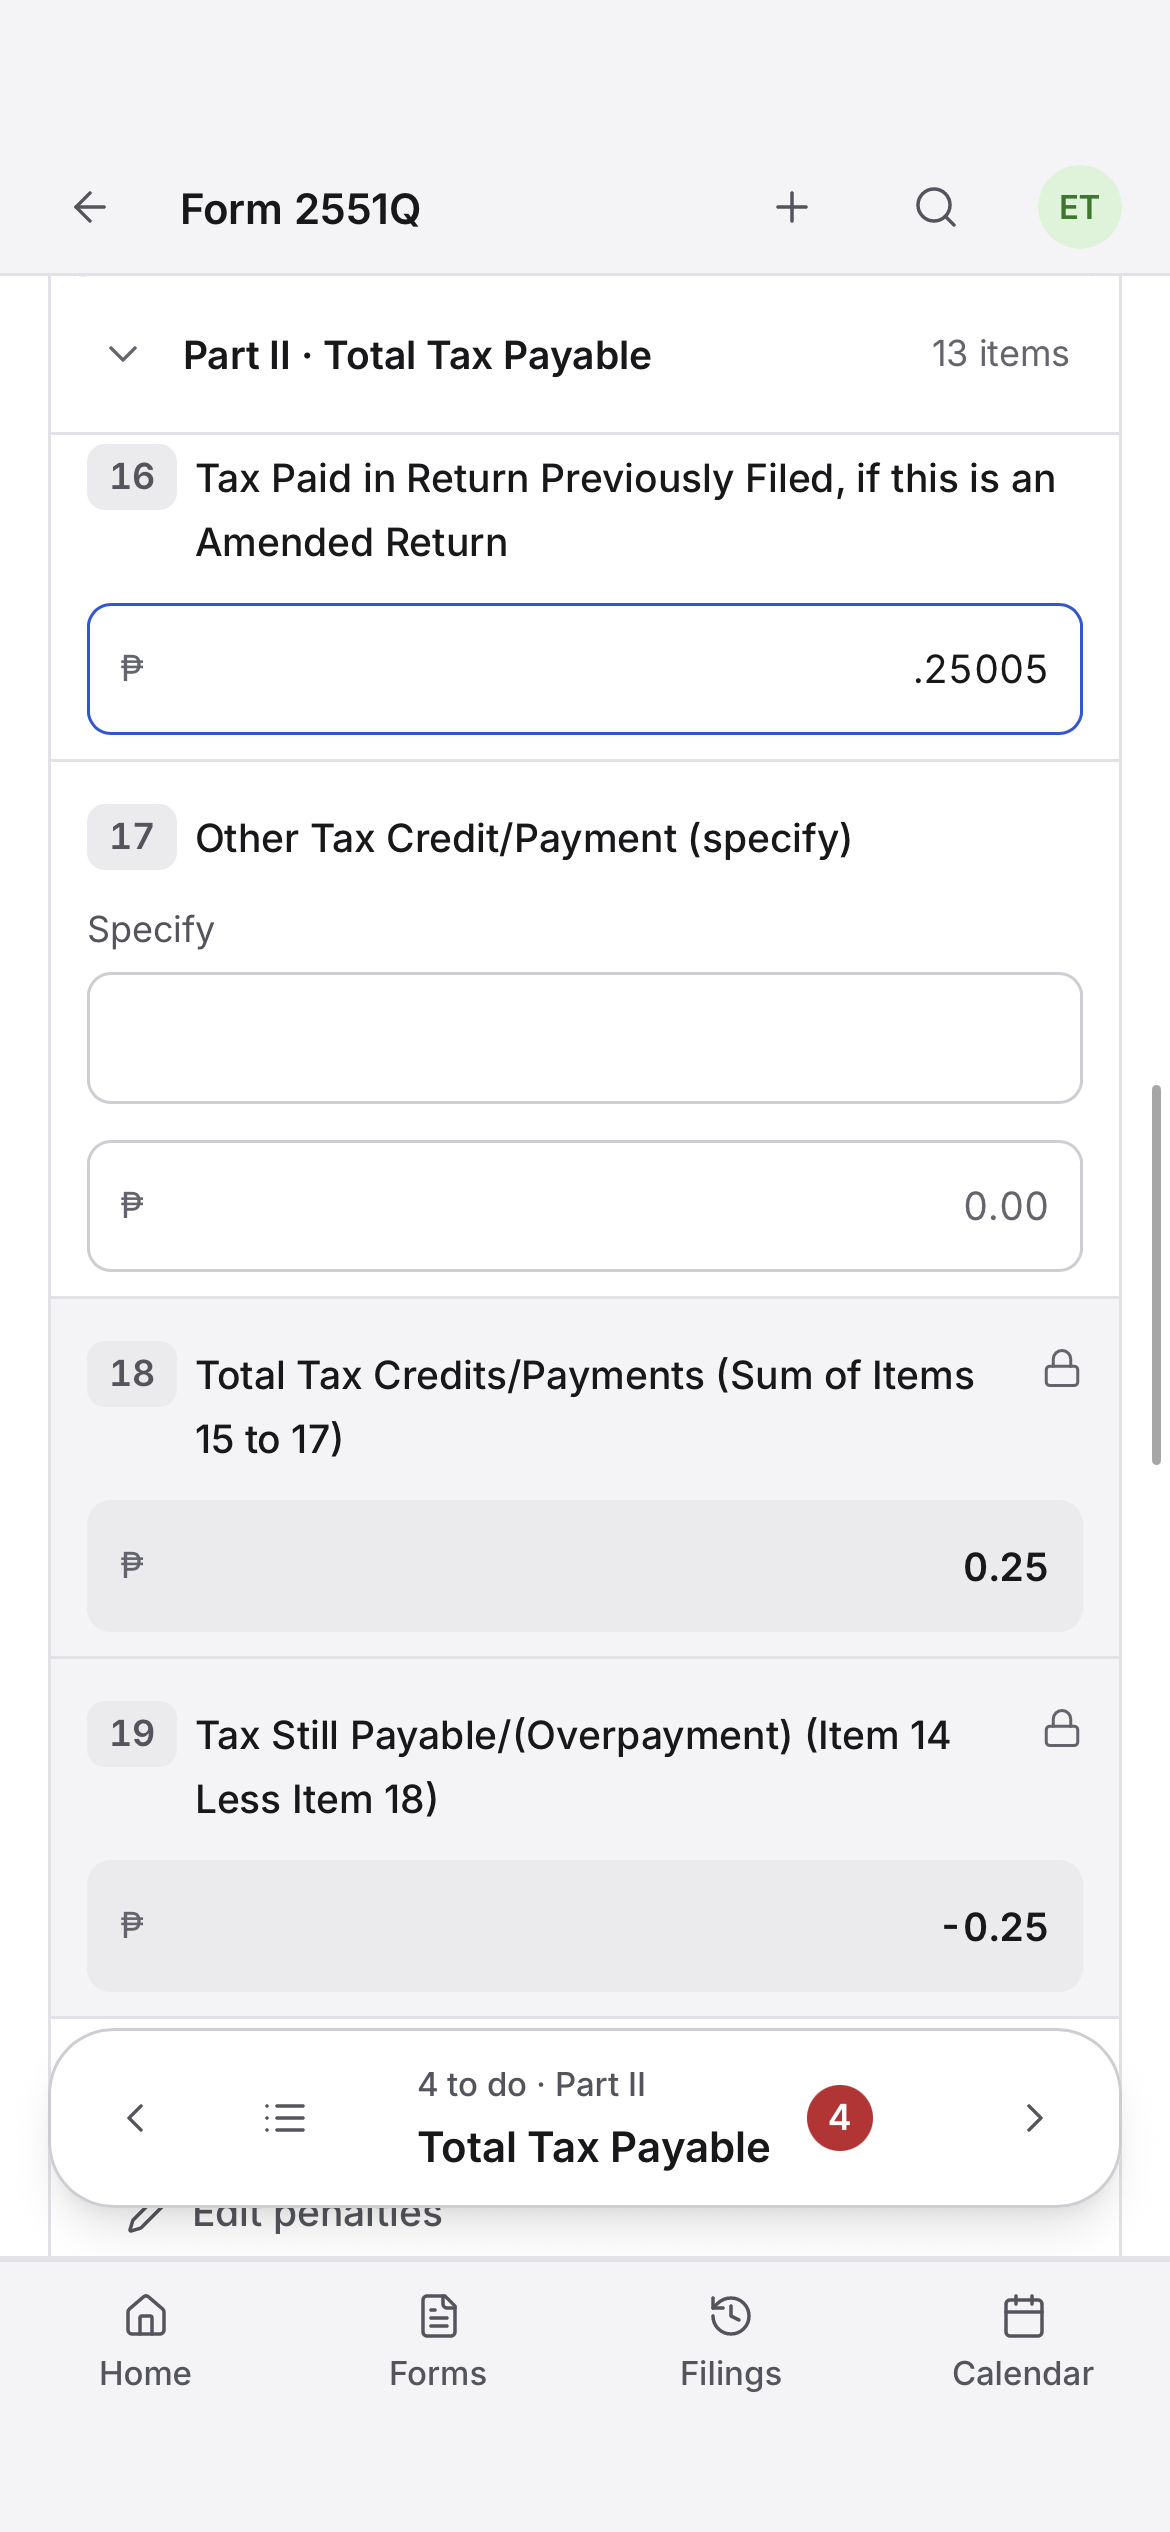 Form 2551Q
ET
Part II · Total Tax Payable
13 items
16 Tax Paid in Return Previously Filed, if this is an
Amended Return
₱ .25005
17 Other Tax Credit/Payment (specify)
Specify
₱ 0.00
18 Total Tax Credits/Payments (Sum of Items
15 to 17)
₱ 0.25
19 Tax Still Payable/(Overpayment) (Item 14
Less Item 18)
₱ -0.25
4 to do · Part II
Total Tax Payable
4
Edit penalties
Home
Forms
Filings
Calendar